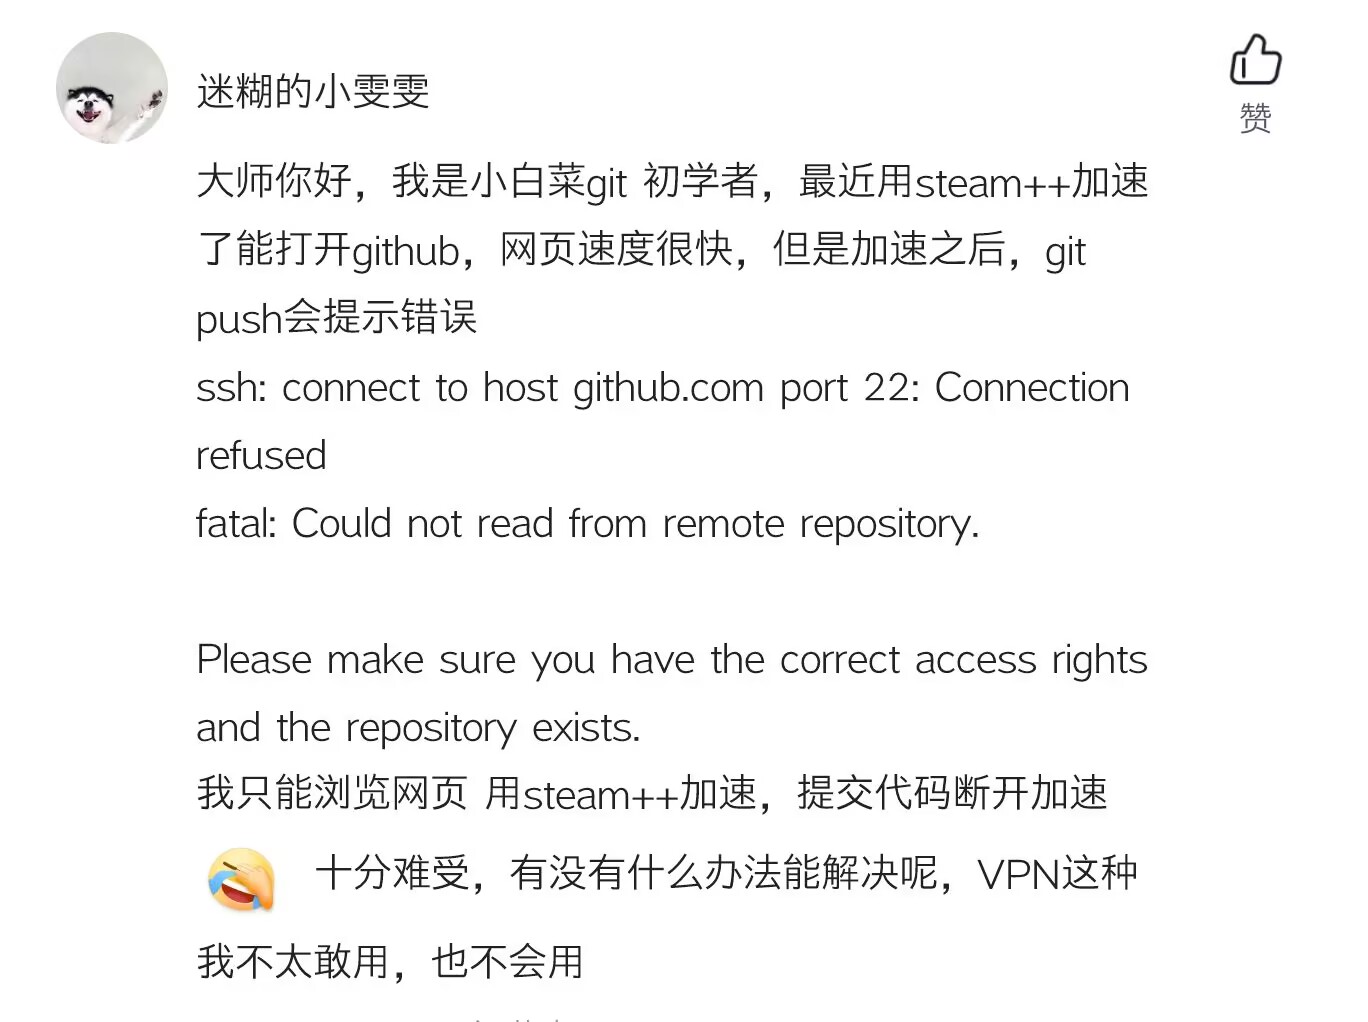 迷糊的小雯雯
赞
大师你好，我是小白菜git 初学者，最近用steam++加速
了能打开github，网页速度很快，但是加速之后，git
push会提示错误
ssh: connect to host github.com port 22: Connection
refused
fatal: Could not read from remote repository.
Please make sure you have the correct access rights
and the repository exists.
我只能浏览网页 用steam++加速，提交代码断开加速
十分难受，有没有什么办法能解决呢，VPN这种
我不太敢用，也不会用